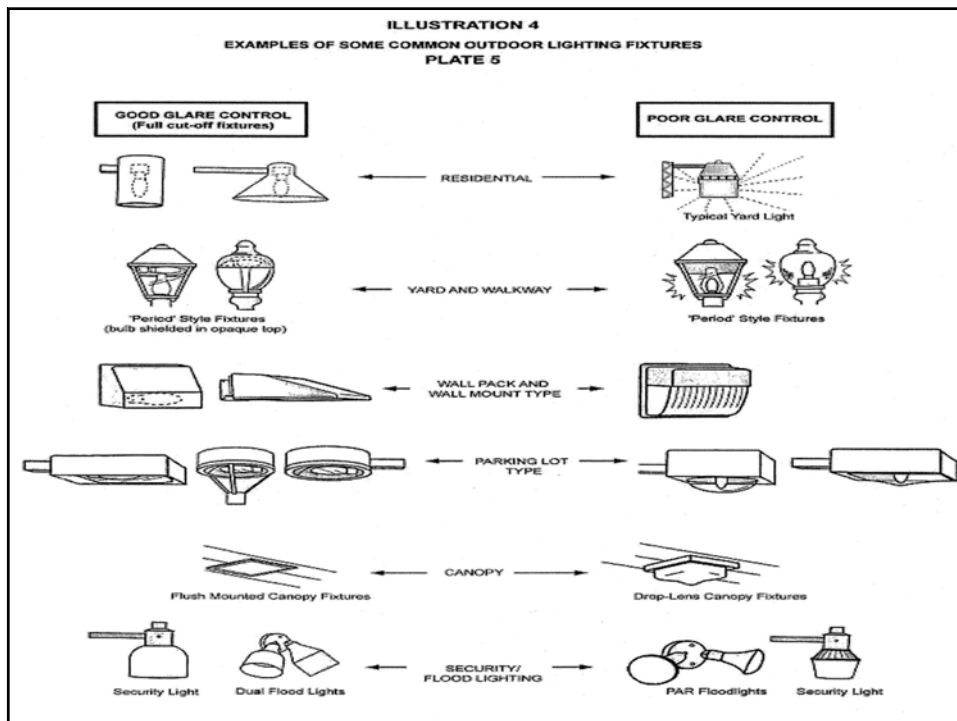 ILLUSTRATION 4
EXAMPLES OF SOME COMMON OUTDOOR LIGHTING FIXTURES
PLATE 5
GOOD GLARE CONTROL
(Full cut-off fixtures)
POOR GLARE CONTROL
RESIDENTIAL
Typical Yard Light
YARD AND WALKWAY
'Period' Style Fixtures
(bulb shielded in opaque top)
'Period' Style Fixtures
WALL PACK AND
WALL MOUNT TYPE
PARKING LOT
TYPE
CANOPY
Flush Mounted Canopy Fixtures
Drop-Lens Canopy Fixtures
SECURITY/
FLOOD LIGHTING
Security Light
Dual Flood Lights
PAR Floodlights
Security Light